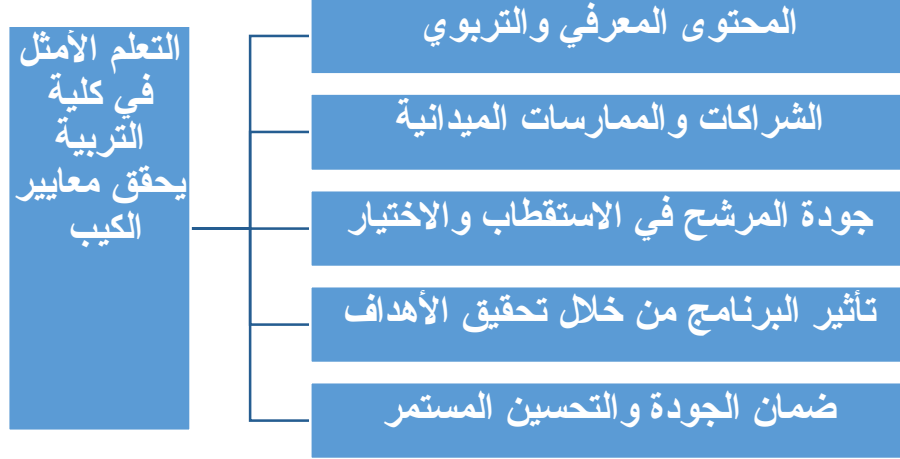 التعلم الأمثل
في كلية
التربية
يحقق معايير
الكيب
المحتوى المعرفي والتربوي
الشراكات والممارسات الميدانية
جودة المرشح في الاستقطاب والاختيار
تأثير البرنامج من خلال تحقيق الأهداف
ضمان الجودة والتحسين المستمر